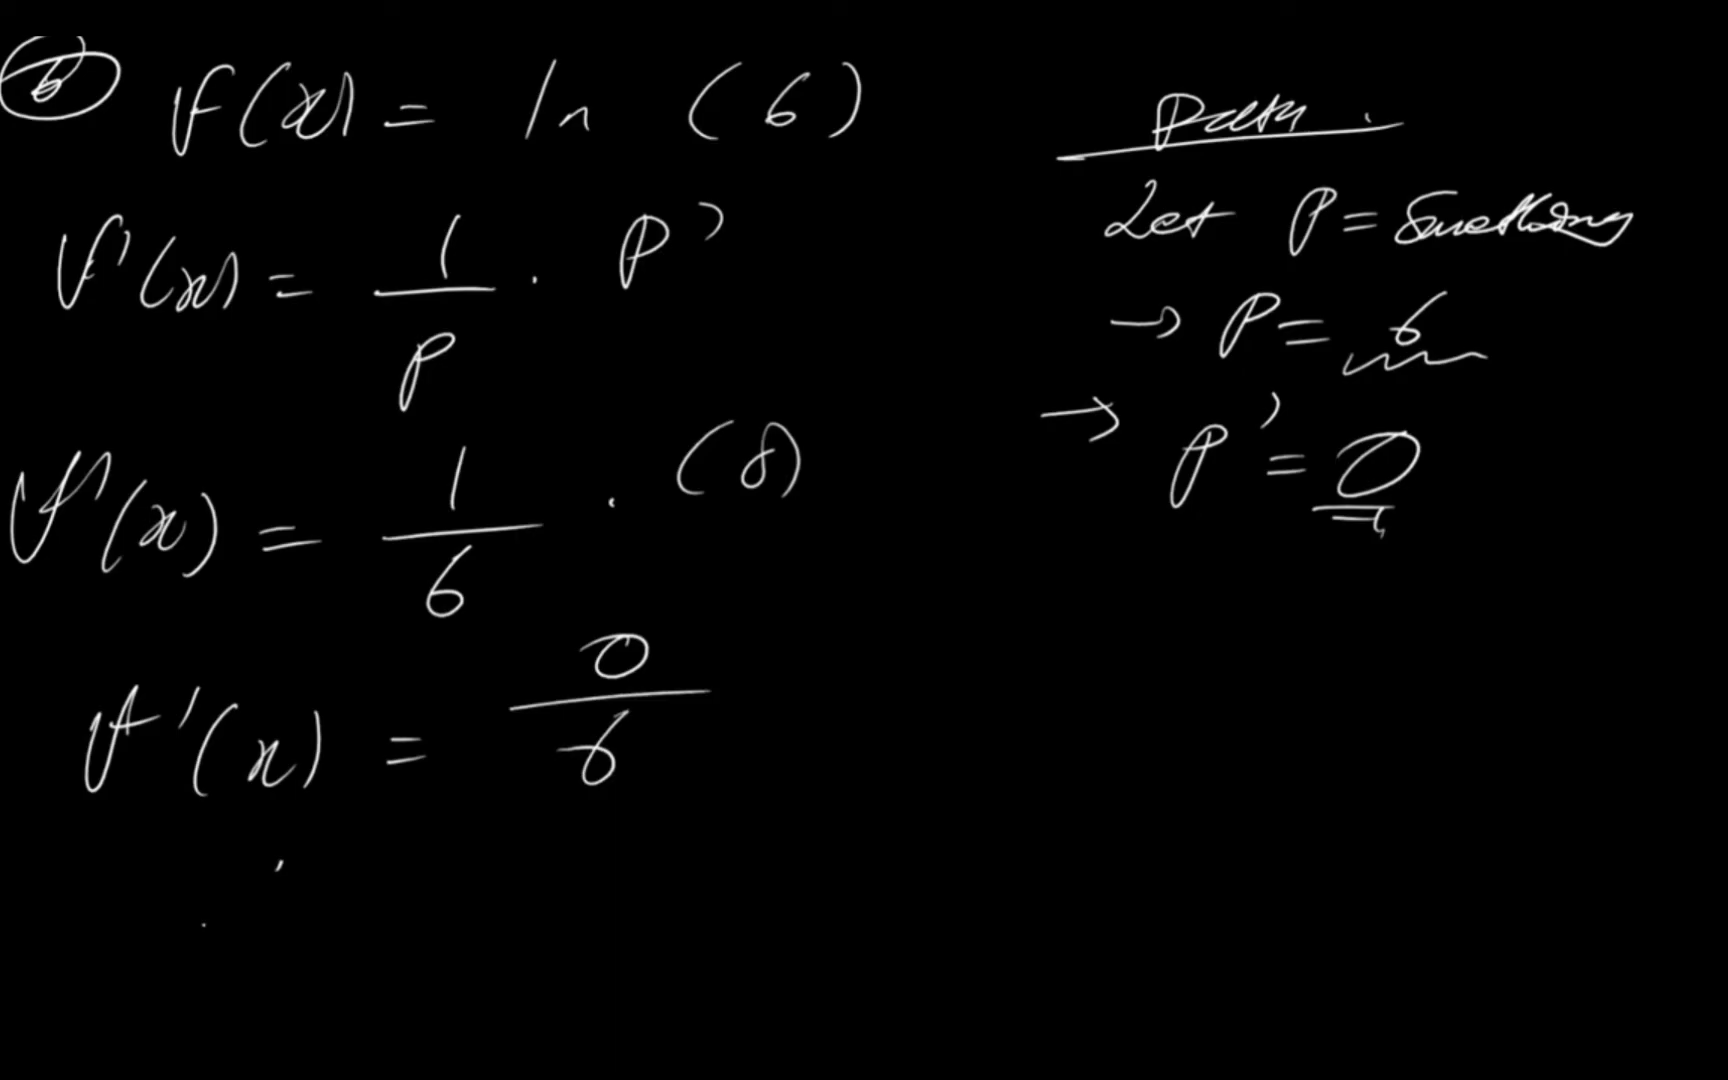 b F(x) = ln (6)
F'(x) = 1/P . P'
F'(x) = 1/6 . (0)
F'(x) = 0/6
Path.
Let P = Something
→ P = 6
→ P' = 0